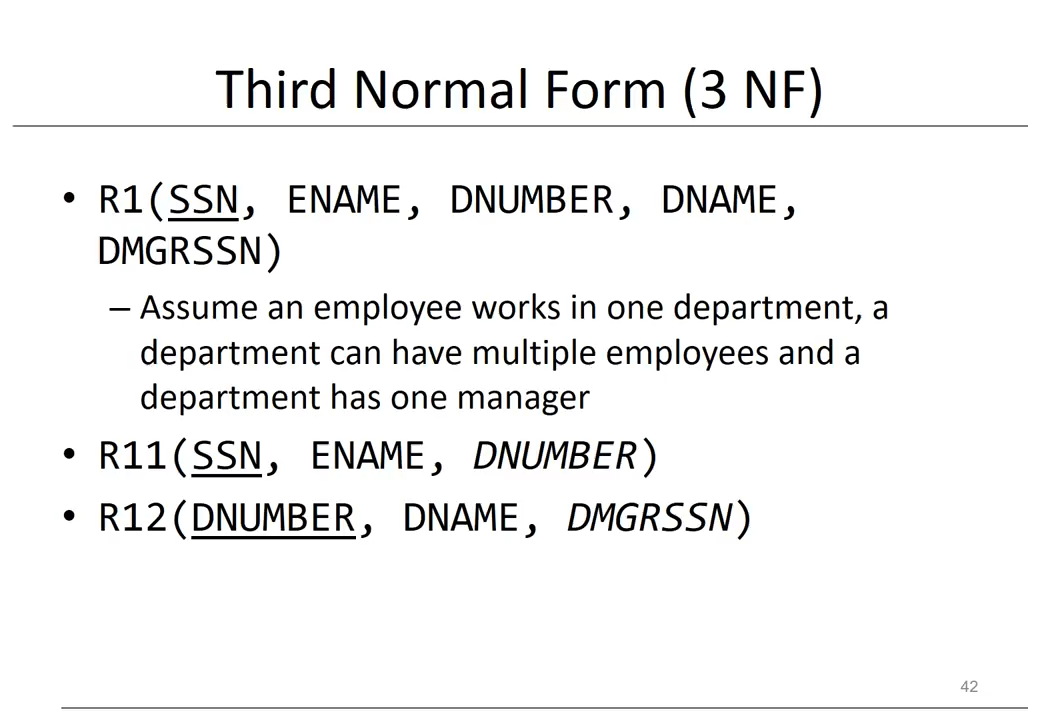 Third Normal Form (3 NF)
• R1(SSN, ENAME, DNUMBER, DNAME,
DMGRSSN)
– Assume an employee works in one department, a
department can have multiple employees and a
department has one manager
• R11(SSN, ENAME, DNUMBER)
• R12(DNUMBER, DNAME, DMGRSSN)
42